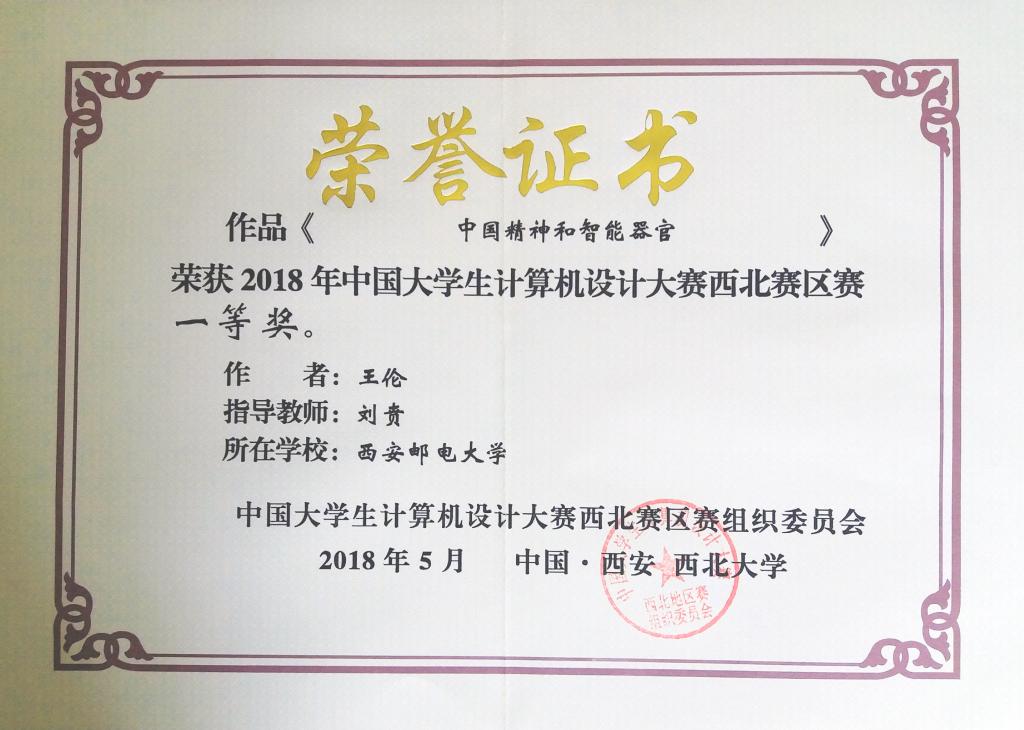 荣誉证书
作品《 中国精神和智能器官 》
荣获 2018 年中国大学生计算机设计大赛西北赛区赛
一等奖。
作 者：王伦
指导教师：刘贵
所在学校：西安邮电大学
中国大学生计算机设计大赛西北赛区赛组织委员会
2018 年 5 月 中国·西安 西北大学
西北地区赛
组织委员会